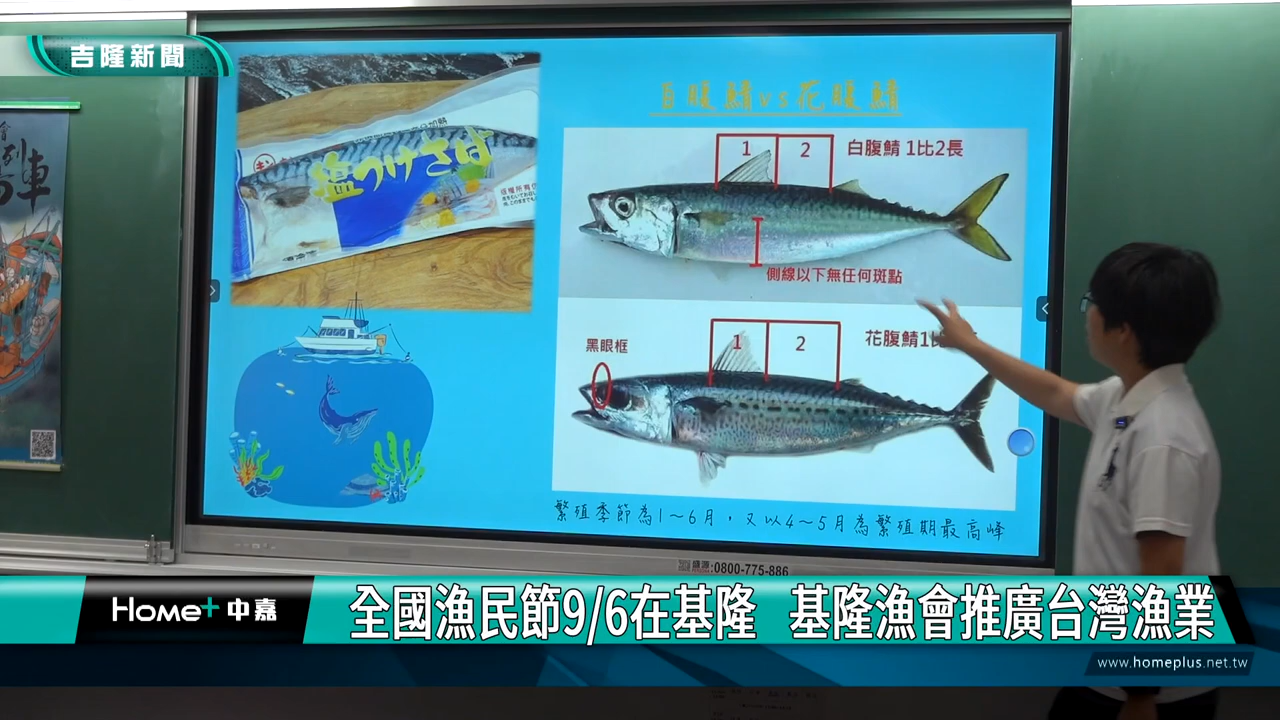 吉隆新聞
會
列
車
塩つけさば
白腹鯖vs花腹鯖
1
2
白腹鯖 1比2長
側線以下無任何斑點
黑眼框
1
2
花腹鯖1比
繁殖季節為1～6月，又以4～5月為繁殖期最高峰
:0800-775-886
Home+ 中嘉
全國漁民節9/6在基隆 基隆漁會推廣台灣漁業
www.homeplus.net.tw